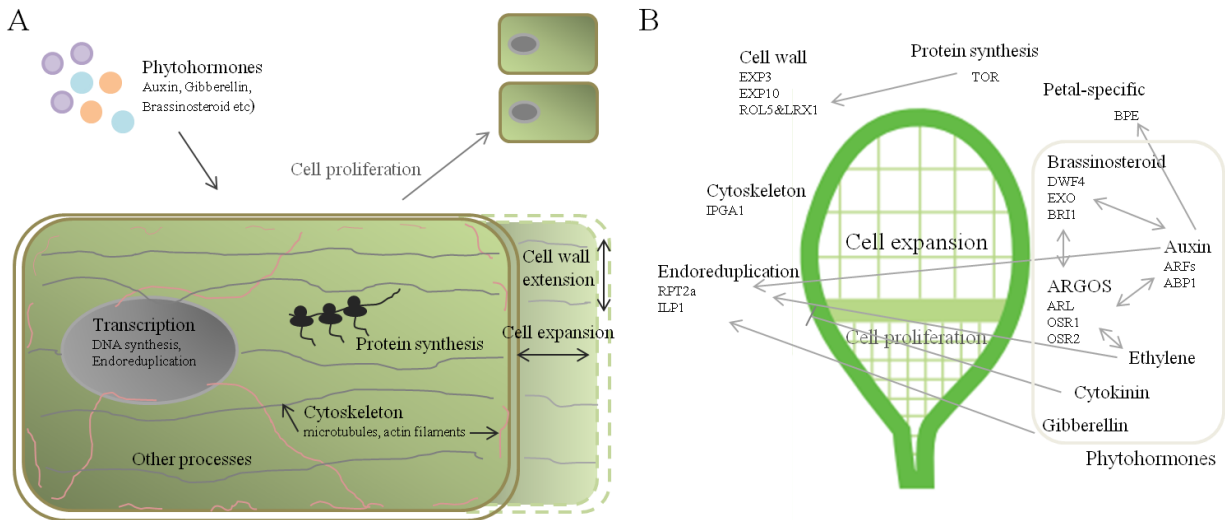 A
Phytohormones
Auxin, Gibberellin,
Brassinosteroid etc)
Cell proliferation
Cell wall
extension
Cell expansion
Transcription
DNA synthesis,
Endoreduplication
Protein synthesis
Cytoskeleton
microtubules, actin filaments
Other processes
B
Cell wall
EXP3
EXP10
ROL5&LRX1
Protein synthesis
TOR
Petal-specific
BPE
Cytoskeleton
IPGA1
Brassinosteroid
DWF4
EXO
BRI1
Cell expansion
Auxin
ARFs
ABP1
Endoreduplication
RPT2a
ILP1
ARGOS
ARL
OSR1
OSR2
Cell proliferation
Ethylene
Cytokinin
Gibberellin
Phytohormones